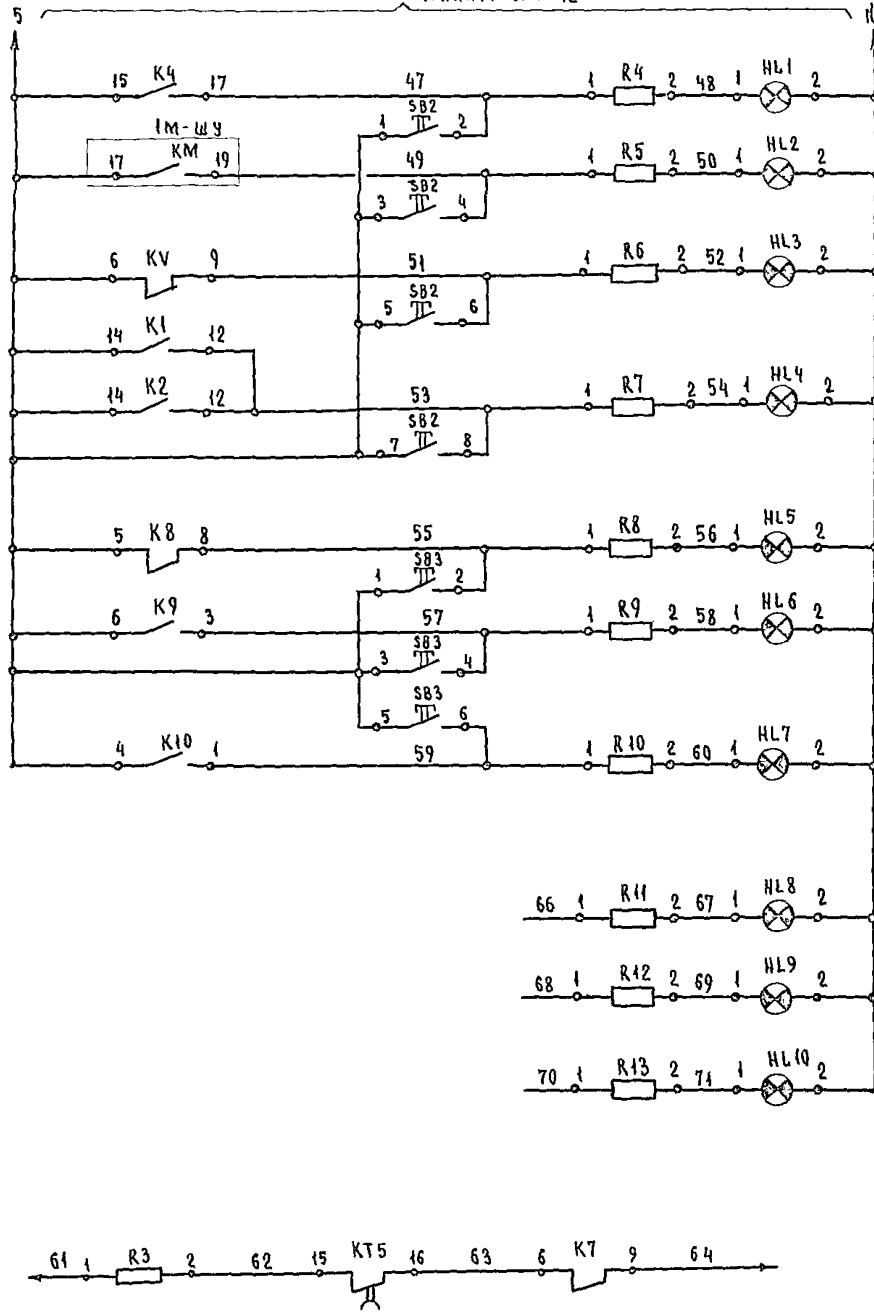 5
15 K4 17 47 1 R4 2 48 1 HL1 2
1 SB2 2
1М-ШУ
17 KM 19 49 1 R5 2 50 1 HL2 2
3 SB2 4
6 KV 9 51 1 R6 2 52 1 HL3 2
5 SB2 6
14 K1 12
14 K2 12 53 1 R7 2 54 1 HL4 2
7 SB2 8
5 K8 8 55 1 R8 2 56 1 HL5 2
1 SB3 2
6 K9 3 57 1 R9 2 58 1 HL6 2
3 SB3 4
5 SB3 6
4 K10 1 59 1 R10 2 60 1 HL7 2
66 1 R11 2 67 1 HL8 2
68 1 R12 2 69 1 HL9 2
70 1 R13 2 71 1 HL10 2
61 1 R3 2 62 15 KT5 16 63 6 K7 9 64